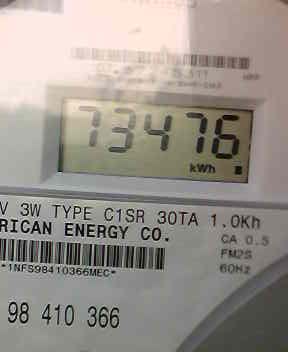 73476
kWh
V 3W TYPE C1SR 30TA 1.0Kh
RICAN ENERGY CO.
CA 0.5
FM2S
60Hz
*1NFS98410366MEC*
98 410 366